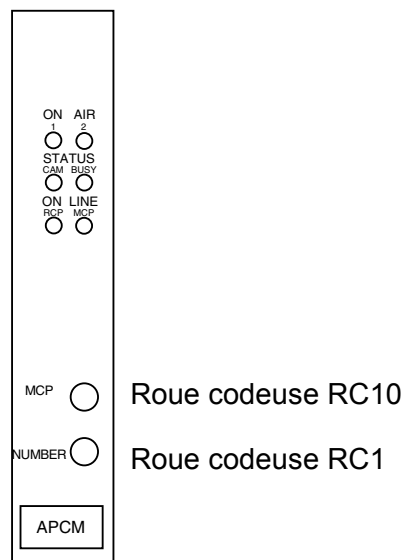 ON AIR
1 2
STATUS
CAM BUSY
ON LINE
RCP MCP
MCP
Roue codeuse RC10
NUMBER
Roue codeuse RC1
APCM